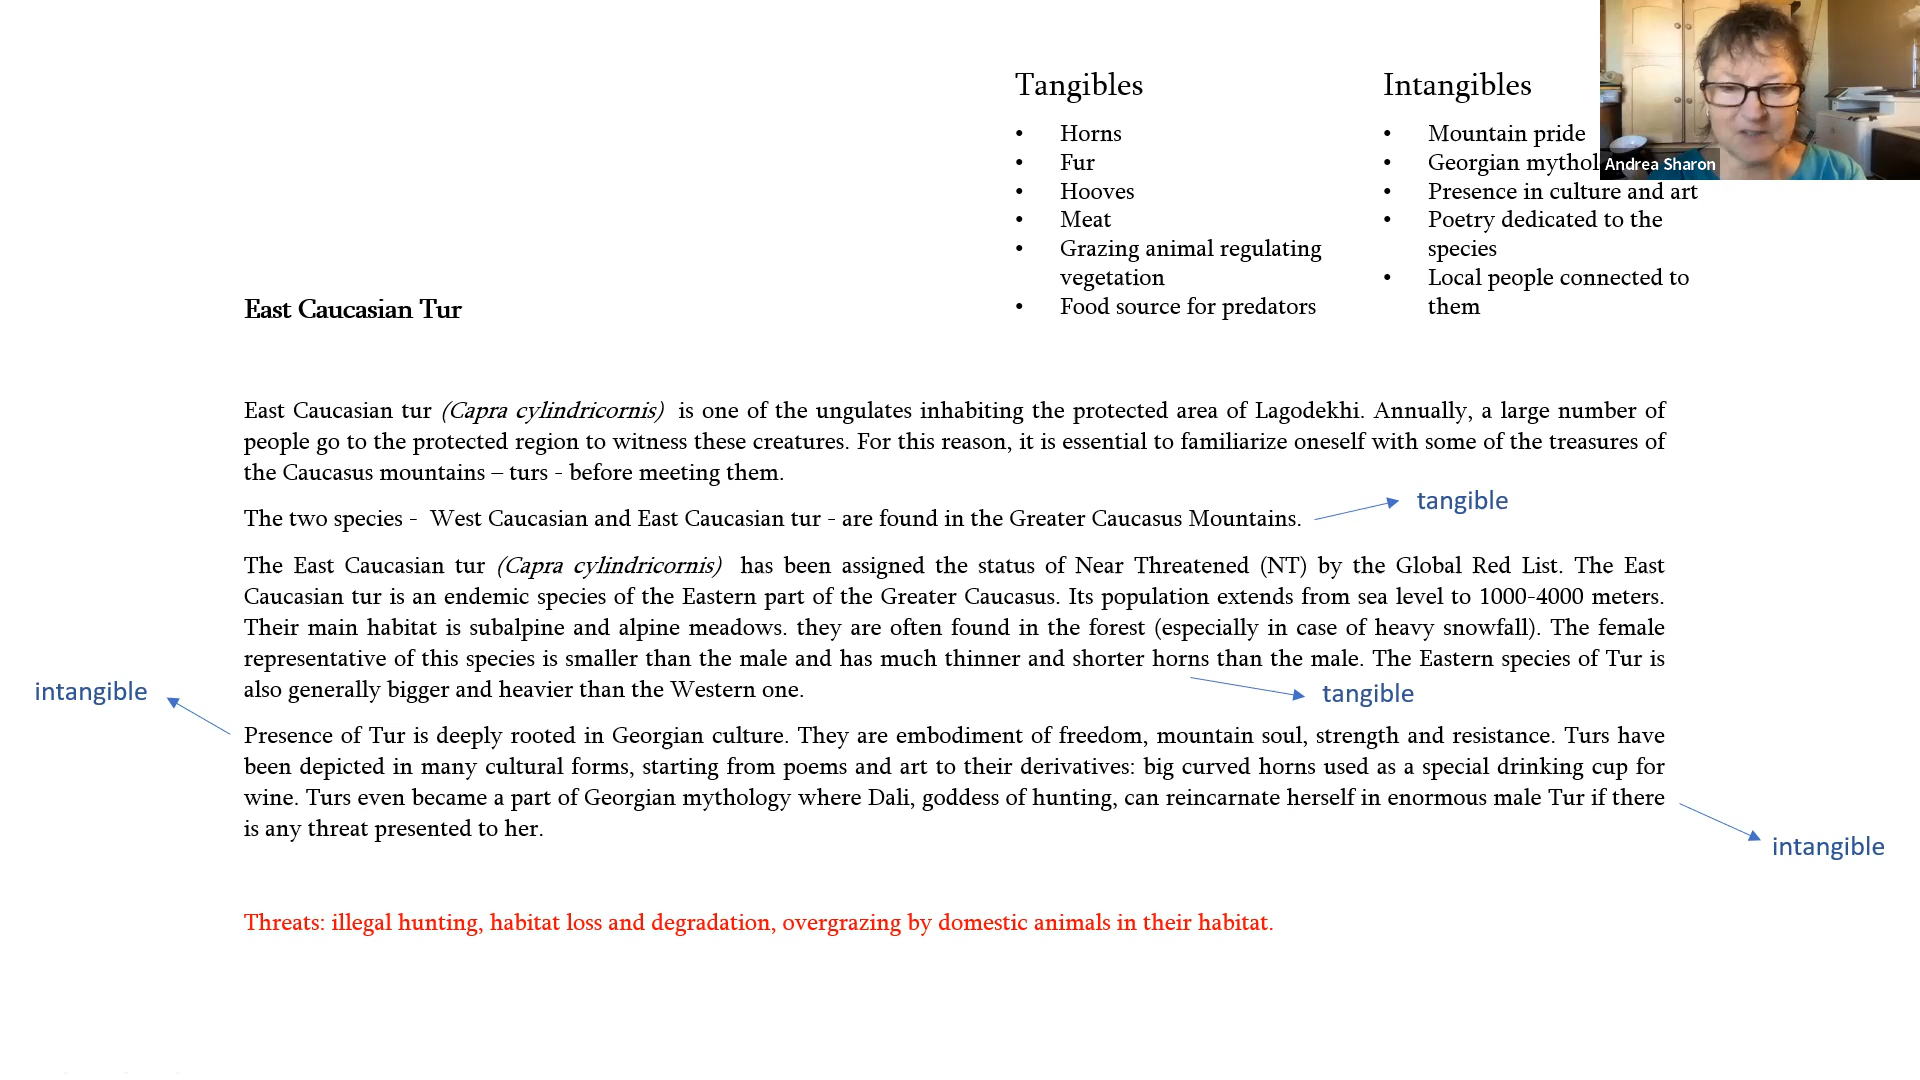 Tangibles
• Horns
• Fur
• Hooves
• Meat
• Grazing animal regulating
vegetation
• Food source for predators
Intangibles
• Mountain pride
• Georgian mythol
• Presence in culture and art
• Poetry dedicated to the
species
• Local people connected to
them
Andrea Sharon
East Caucasian Tur
East Caucasian tur (Capra cylindricornis) is one of the ungulates inhabiting the protected area of Lagodekhi. Annually, a large number of
people go to the protected region to witness these creatures. For this reason, it is essential to familiarize oneself with some of the treasures of
the Caucasus mountains – turs - before meeting them.
The two species - West Caucasian and East Caucasian tur - are found in the Greater Caucasus Mountains.
tangible
The East Caucasian tur (Capra cylindricornis) has been assigned the status of Near Threatened (NT) by the Global Red List. The East
Caucasian tur is an endemic species of the Eastern part of the Greater Caucasus. Its population extends from sea level to 1000-4000 meters.
Their main habitat is subalpine and alpine meadows. they are often found in the forest (especially in case of heavy snowfall). The female
representative of this species is smaller than the male and has much thinner and shorter horns than the male. The Eastern species of Tur is
also generally bigger and heavier than the Western one.
tangible
intangible
Presence of Tur is deeply rooted in Georgian culture. They are embodiment of freedom, mountain soul, strength and resistance. Turs have
been depicted in many cultural forms, starting from poems and art to their derivatives: big curved horns used as a special drinking cup for
wine. Turs even became a part of Georgian mythology where Dali, goddess of hunting, can reincarnate herself in enormous male Tur if there
is any threat presented to her.
intangible
Threats: illegal hunting, habitat loss and degradation, overgrazing by domestic animals in their habitat.